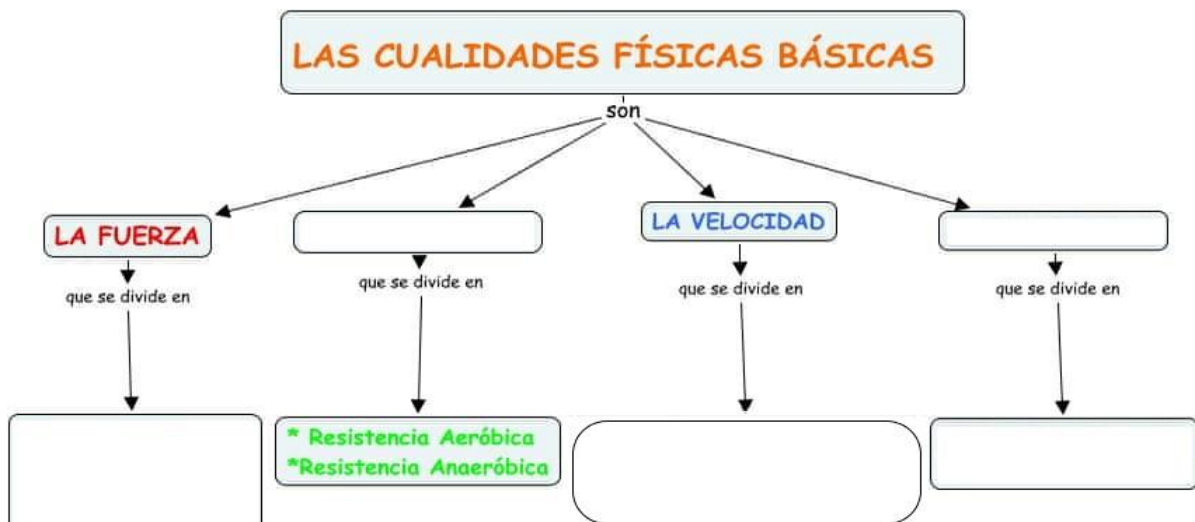 LAS CUALIDADES FÍSICAS BÁSICAS
son
LA FUERZA
LA VELOCIDAD
que se divide en
que se divide en
que se divide en
que se divide en
* Resistencia Aeróbica
*Resistencia Anaeróbica